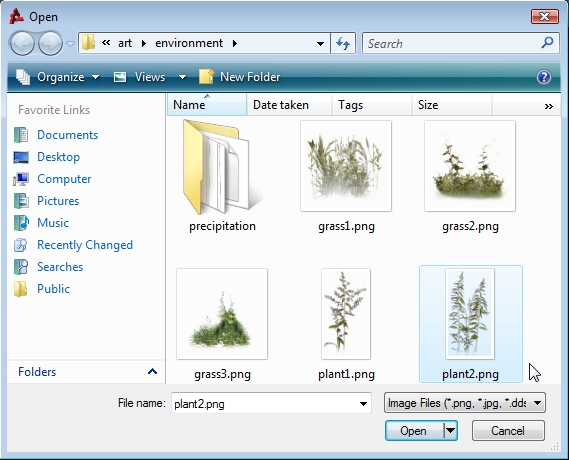 Open
« art environment
Search
Organize Views New Folder
Favorite Links
Documents
Desktop
Computer
Pictures
Music
Recently Changed
Searches
Public
Folders
Name Date taken Tags Size »
precipitation grass1.png grass2.png
grass3.png plant1.png plant2.png
File name: plant2.png Image Files (*.png, *.jpg, *.dds
Open Cancel